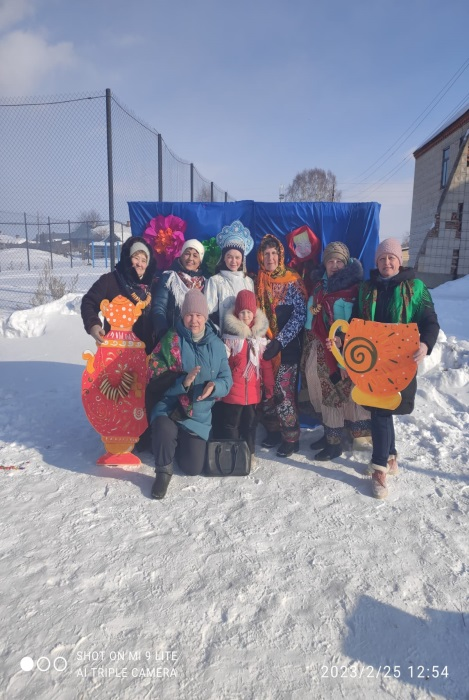 SHOT ON MI 9 LITE
AI TRIPLE CAMERA
2023/2/25 12:54